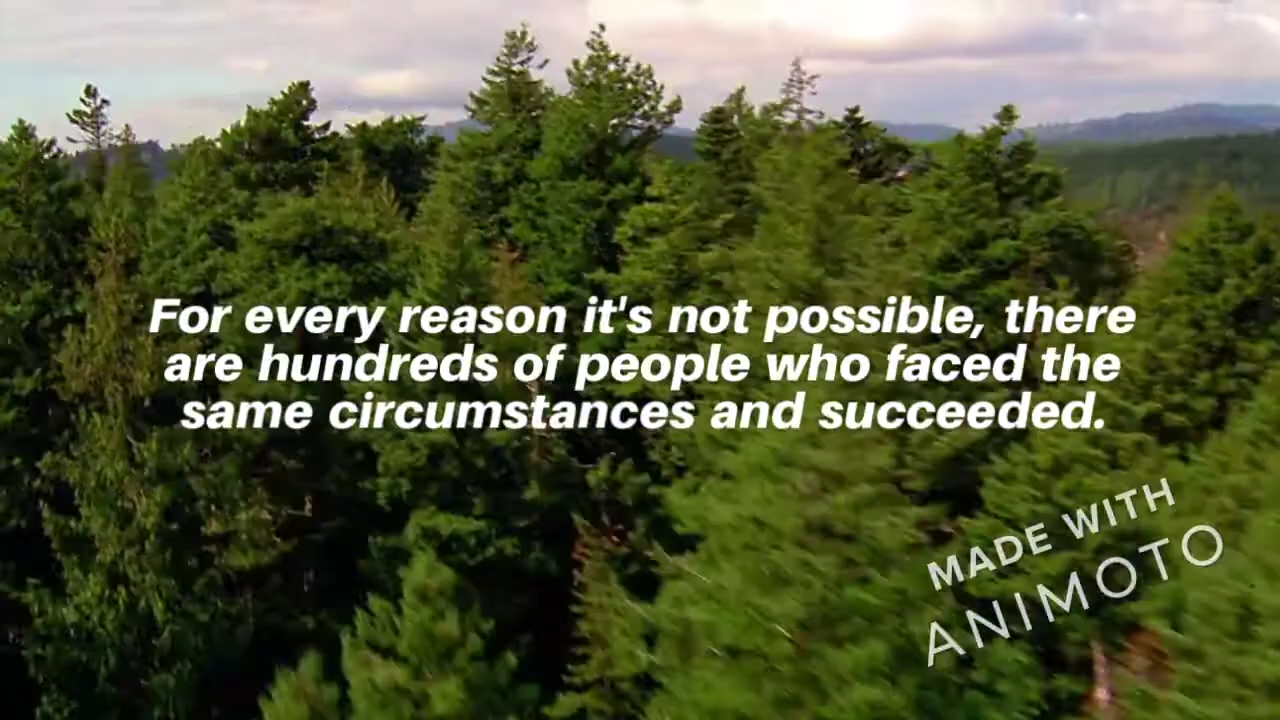 For every reason it's not possible, there
are hundreds of people who faced the
same circumstances and succeeded.
MADE WITH
ANIMOTO